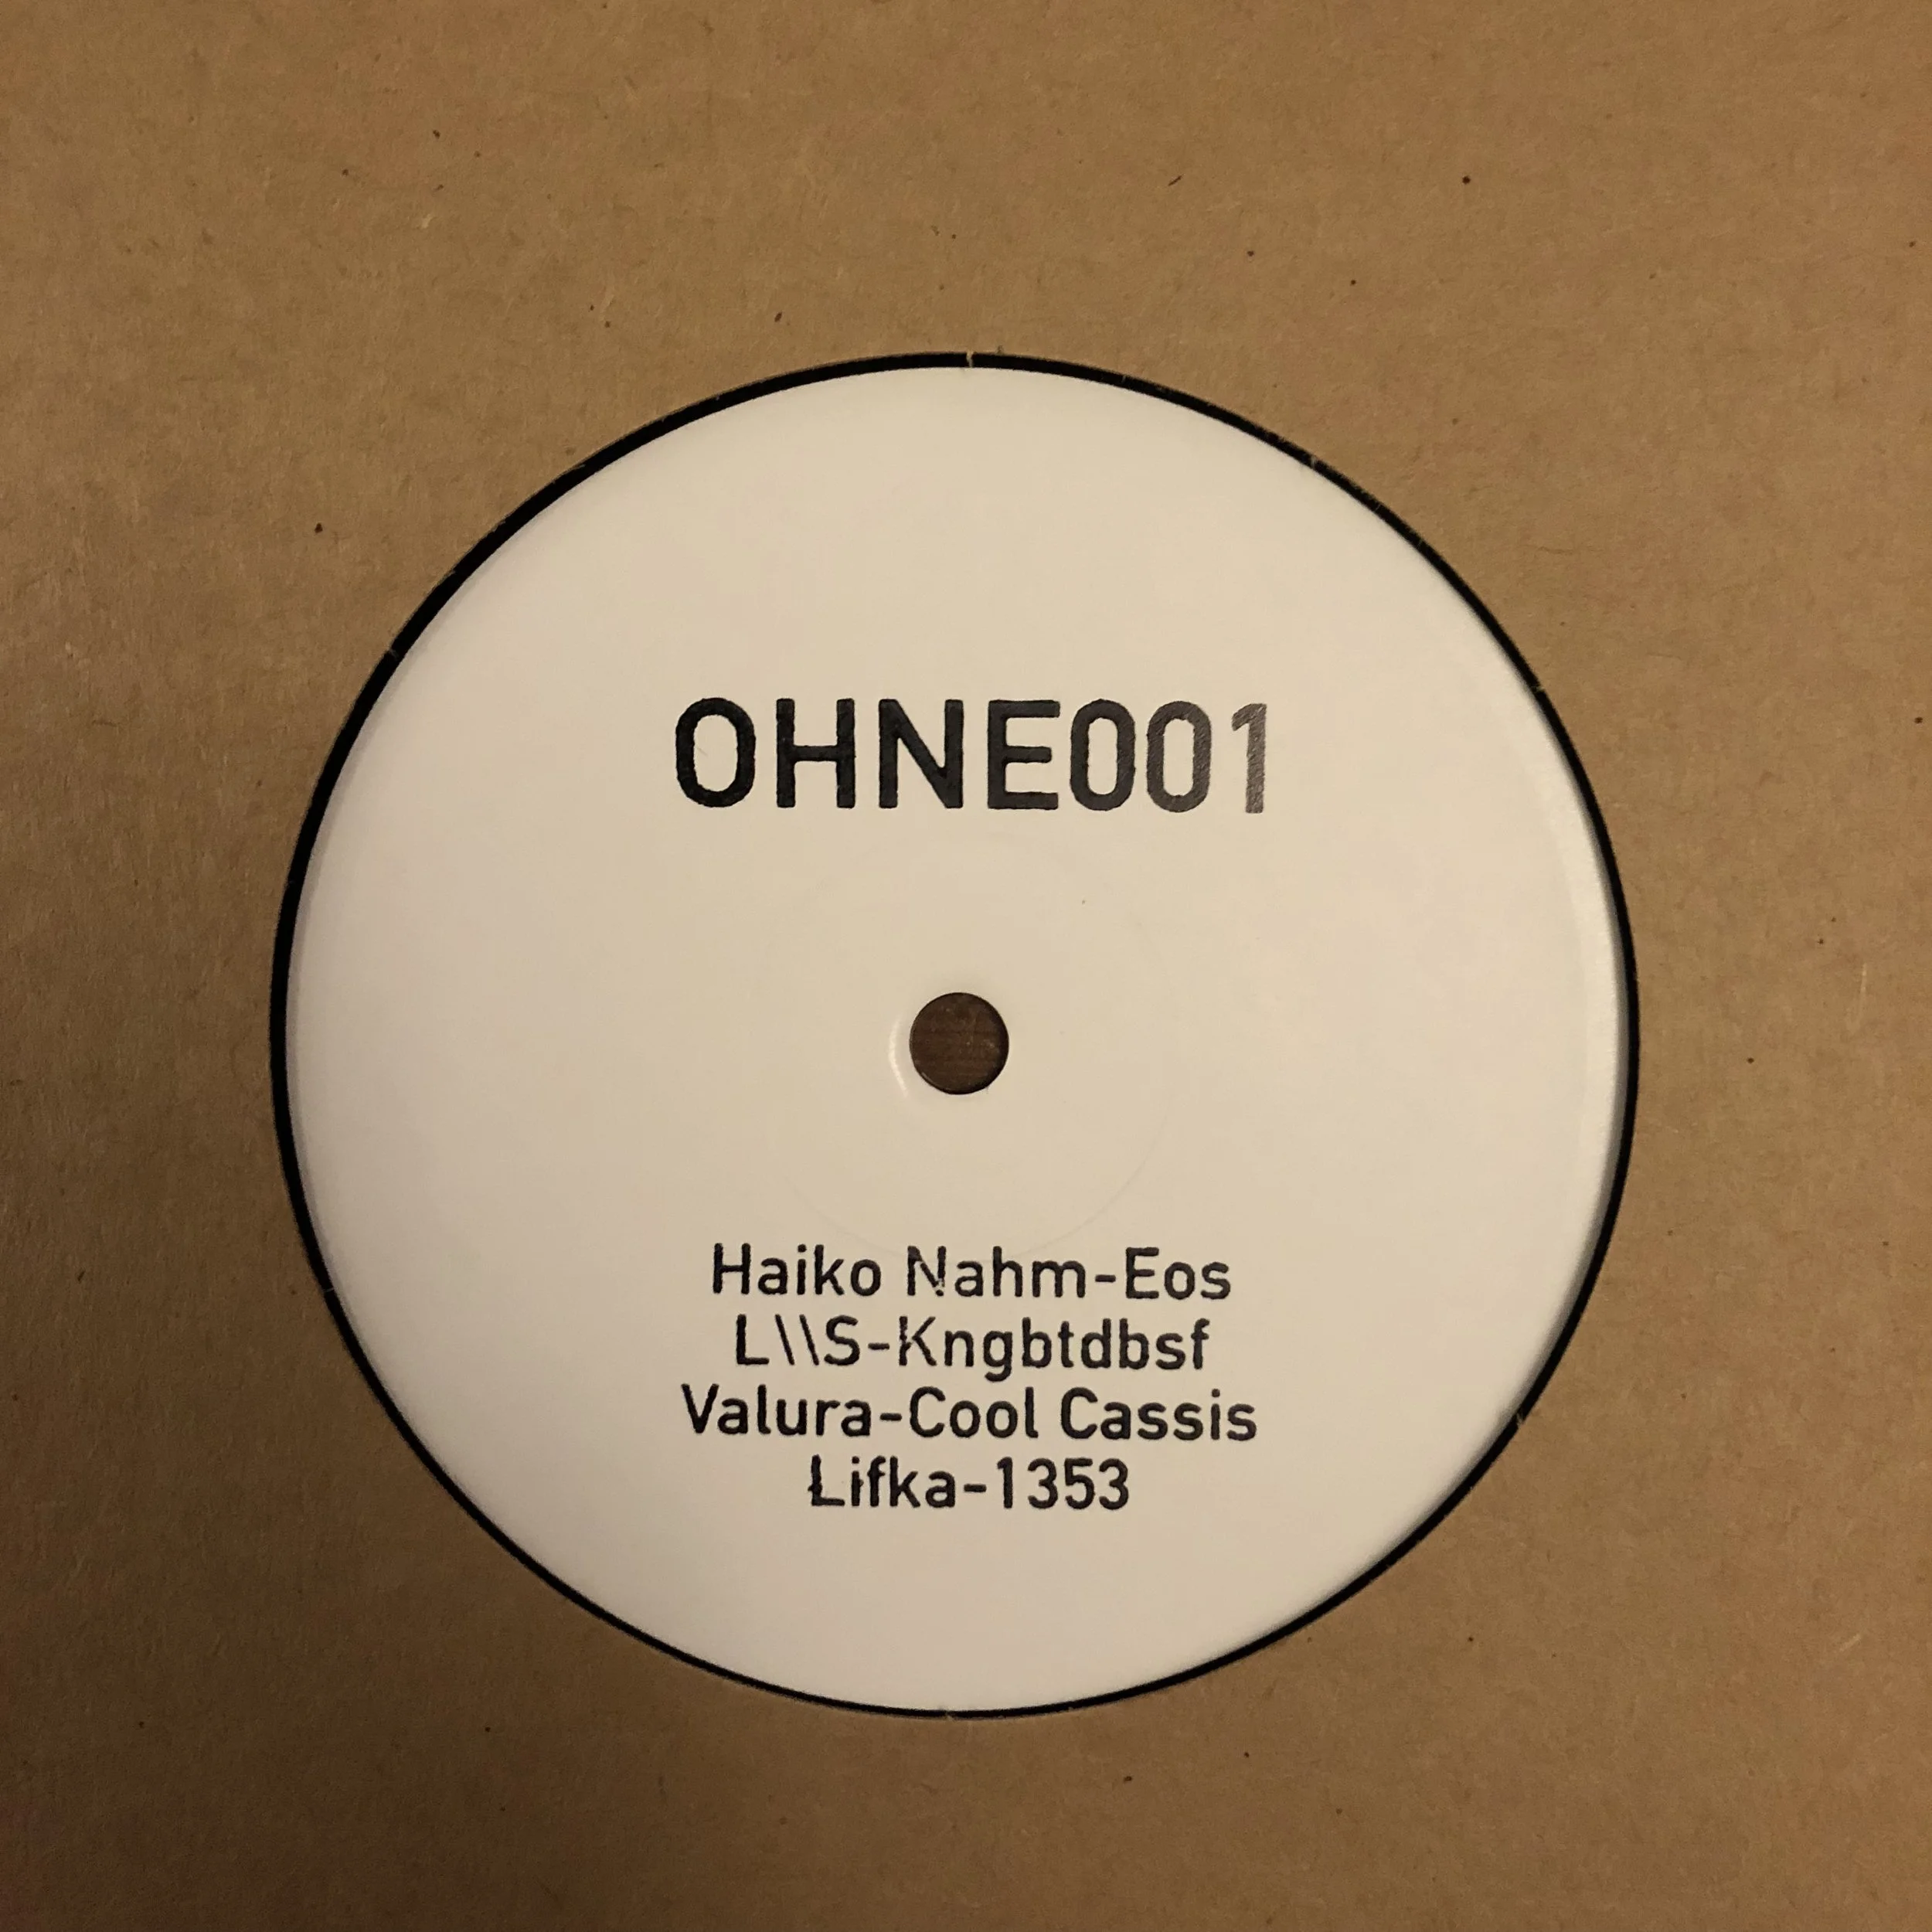 OHNE001
Haiko Nahm-Eos
L\\S-Kngbtdbsf
Valura-Cool Cassis
Lifka-1353